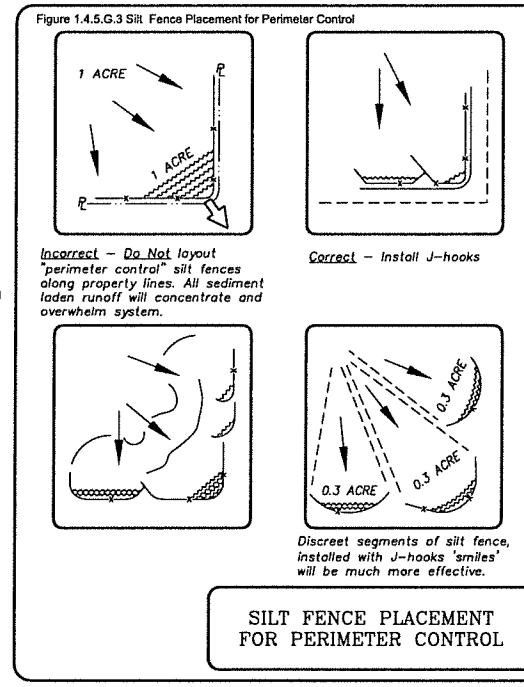 Figure 1.4.5.G.3 Silt Fence Placement for Perimeter Control
1 ACRE
PL
1 ACRE
PL
Incorrect – Do Not layout
"perimeter control" silt fences
along property lines. All sediment
laden runoff will concentrate and
overwhelm system.
Correct – Install J-hooks
0.3 ACRE
0.3 ACRE
0.3 ACRE
Discreet segments of silt fence,
installed with J-hooks 'smiles'
will be much more effective.
SILT FENCE PLACEMENT
FOR PERIMETER CONTROL